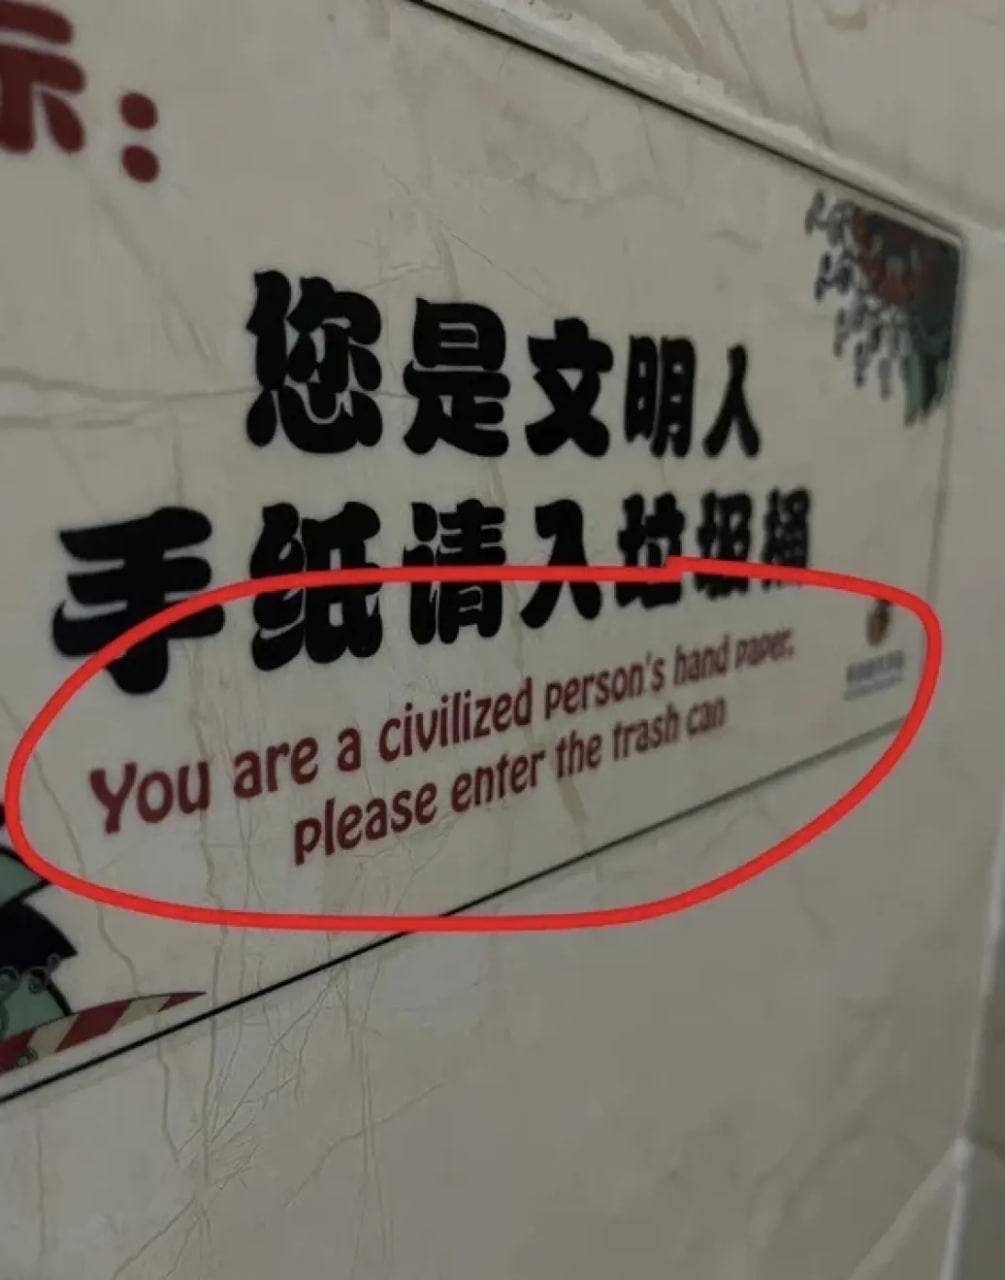 示：
您是文明人
手纸请入垃圾桶
You are a civilized person's hand paper.
please enter the trash can